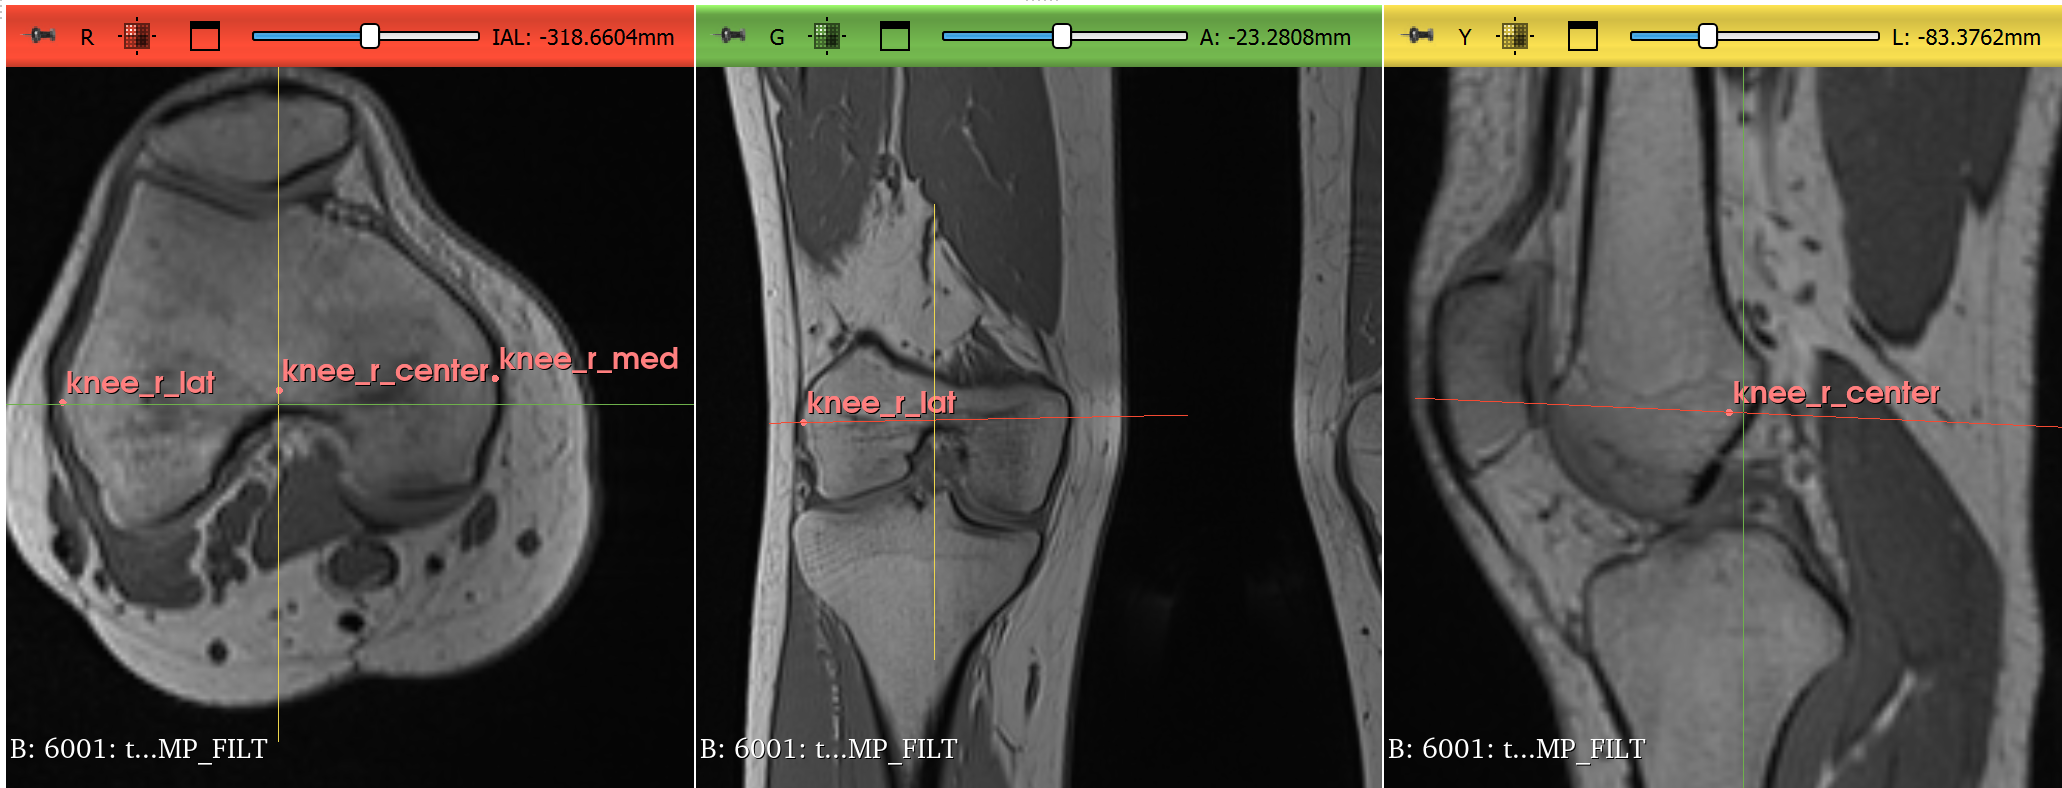 R IAL: -318.6604mm
knee_r_lat
knee_r_center
knee_r_med
B: 6001: t...MP_FILT
G A: -23.2808mm
knee_r_lat
B: 6001: t...MP_FILT
Y L: -83.3762mm
knee_r_center
B: 6001: t...MP_FILT